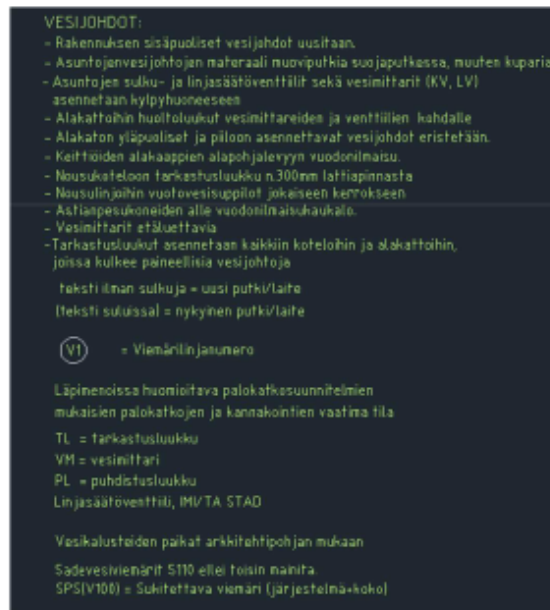 VESIJOHDOT:
- Rakennuksen sisäpuoliset vesijohdot uusitaan.
- Asuntojenvesijohtojen materaali muoviputkia suojaputkessa, muuten kuparia
- Asuntojen sulku- ja linjasäätöventtiilit sekä vesimittarit (KV, LV)
asennetaan kylpyhuoneeseen
- Alakattoihin huoltoluukut vesimittareiden ja venttiilien kohdalle
- Alakaton yläpuoliset ja piiloon asennettavat vesijohdot eristetään.
- Keittiöiden alakaappien alapohjalevyyn vuodonilmaisu.
- Nousukoteloon tarkastusluukku n.300mm lattiapinnasta
- Nousulinjoihin vuotovesisuppilot jokaiseen kerrokseen
- Astianpesukoneiden alle vuodonilmaisukaukalo.
- Vesimittarit etäluettavia
-Tarkastusluukut asennetaan kaikkiin koteloihin ja alakattoihin,
joissa kulkee paineellisia vesijohtoja
teksti ilman sulkuja = uusi putki/laite
(teksti suluissa) = nykyinen putki/laite
V1 = Viemärilinjanumero
Läpimenoissa huomioitava palokatkosuunnitelmien
mukaisien palokatkojen ja kannakointien vaatima tila
TL = tarkastusluukku
VM = vesimittari
PL = puhdistusluukku
Linjasäätöventtiili, IMI/TA STAD
Vesikalusteiden paikat arkkitehtipohjan mukaan
Sadevesiviemärit S110 ellei toisin mainita.
SPS(V100) = Sukitettava viemäri (järjestelmä+koko)